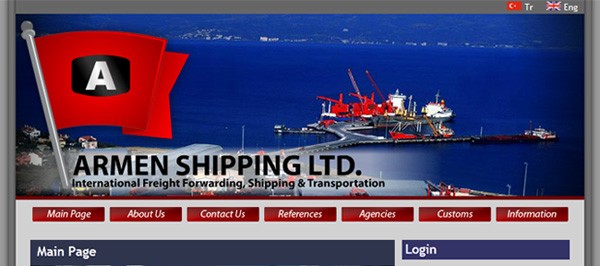 Tr Eng
A
ARMEN SHIPPING LTD.
International Freight Forwarding, Shipping & Transportation
Main Page About Us Contact Us References Agencies Customs Information
Main Page Login